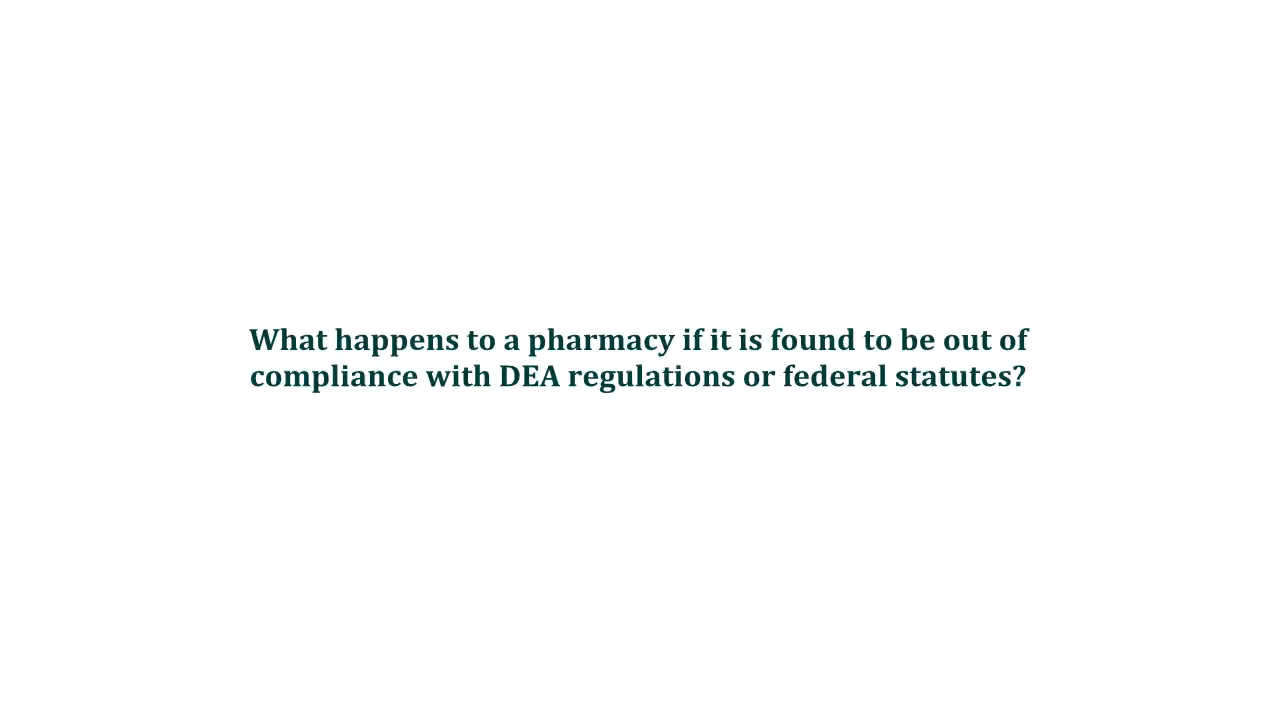 What happens to a pharmacy if it is found to be out of
compliance with DEA regulations or federal statutes?